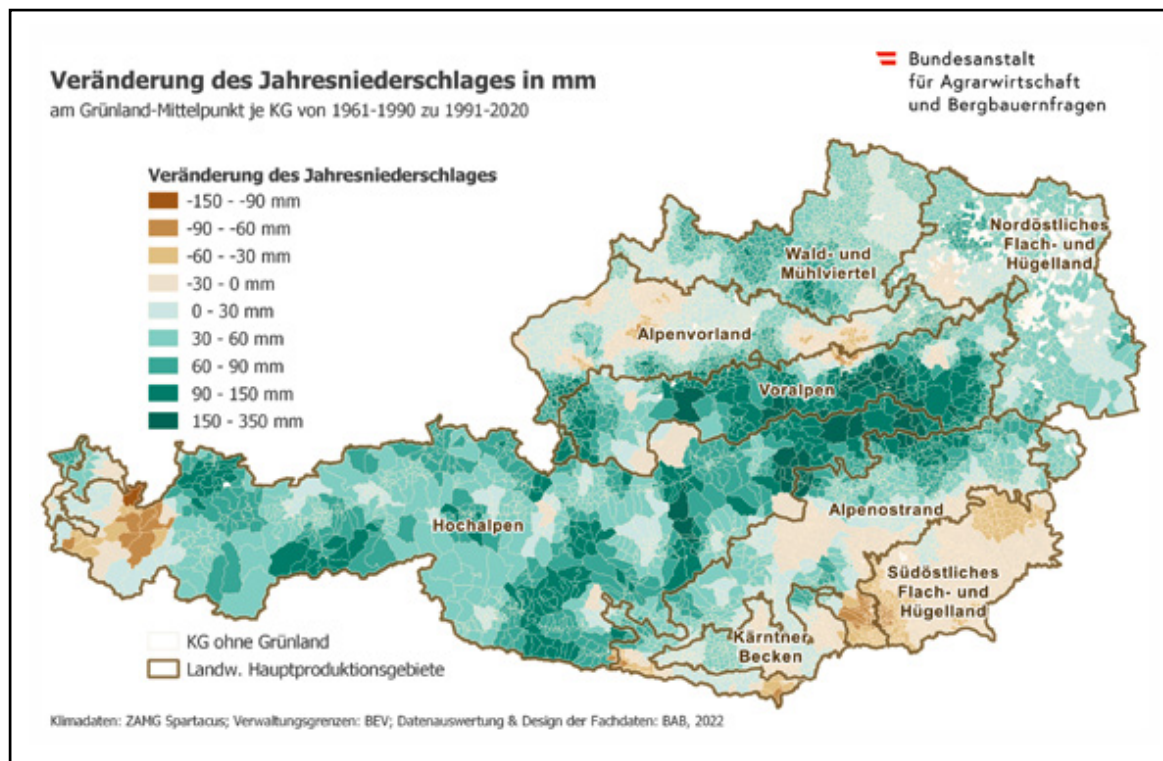 Veränderung des Jahresniederschlages in mm
am Grünland-Mittelpunkt je KG von 1961-1990 zu 1991-2020
Bundesanstalt
für Agrarwirtschaft
und Bergbauernfragen
Veränderung des Jahresniederschlages
-150 - -90 mm
-90 - -60 mm
-60 - -30 mm
-30 - 0 mm
0 - 30 mm
30 - 60 mm
60 - 90 mm
90 - 150 mm
150 - 350 mm
Nordöstliches
Flach- und
Hügelland
Wald- und
Mühlviertel
Alpenvorland
Voralpen
Hochalpen
Alpenostrand
Südöstliches
Flach- und
Hügelland
Kärntner
Becken
KG ohne Grünland
Landw. Hauptproduktionsgebiete
Klimadaten: ZAMG Spartacus; Verwaltungsgrenzen: BEV; Datenauswertung & Design der Fachdaten: BAB, 2022